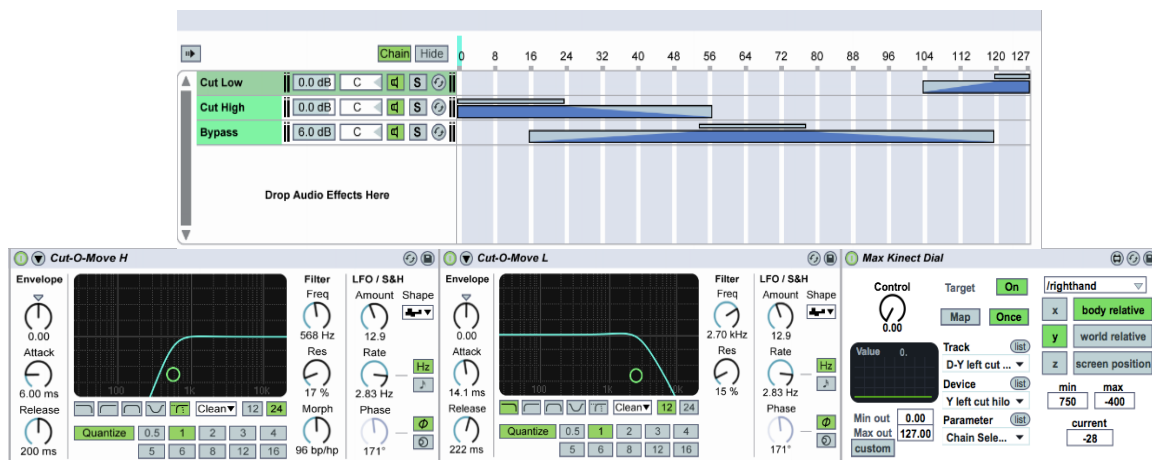 Chain Hide 0 8 16 24 32 40 48 56 64 72 80 88 96 104 112 120 127
Cut Low 0.0 dB C S
Cut High 0.0 dB C S
Bypass 6.0 dB C S
Drop Audio Effects Here
Cut-O-Move H
Envelope
0.00
Attack
6.00 ms
Release
200 ms
100 1k 10k
Clean 12 24
Quantize 0.5 1 2 3 4
5 6 8 12 16
Filter
Freq
568 Hz
Res
17 %
Morph
96 bp/hp
LFO / S&H
Amount Shape
12.9
Rate
2.83 Hz
Hz
Phase
171°
Cut-O-Move L
Envelope
0.00
Attack
14.1 ms
Release
222 ms
100 1k 10k
Clean 12 24
Quantize 0.5 1 2 3 4
5 6 8 12 16
Filter
Freq
2.70 kHz
Res
15 %
LFO / S&H
Amount Shape
12.9
Rate
2.83 Hz
Hz
Phase
171°
Max Kinect Dial
Control
0.00
Target On
Map Once
Value 0.
Min out 0.00
Max out 127.00
custom
Track list
D-Y left cut ...
Device list
Y left cut hilo
Parameter list
Chain Sele...
/righthand
x body relative
y world relative
z screen position
min max
750 -400
current
-28